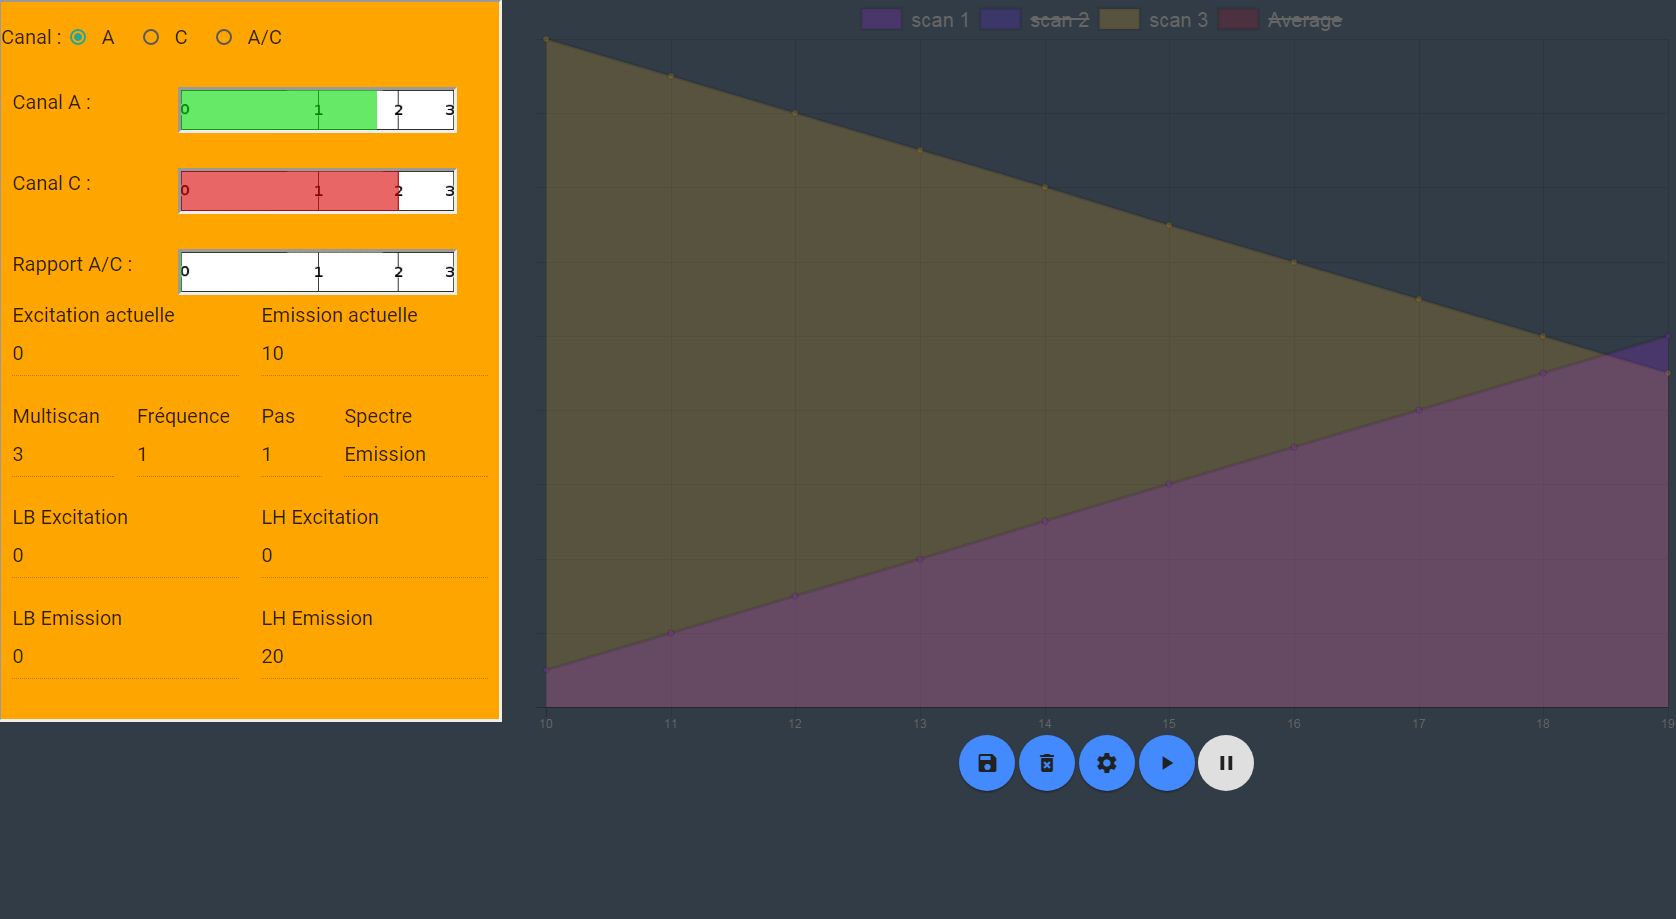 Canal : A C A/C
Canal A :
0 1 2 3
Canal C :
0 1 2 3
Rapport A/C :
0 1 2 3
Excitation actuelle Emission actuelle
0 10
Multiscan Fréquence Pas Spectre
3 1 1 Emission
LB Excitation LH Excitation
0 0
LB Emission LH Emission
0 20
scan 1 scan 2 scan 3 Average
10 11 12 13 14 15 16 17 18 19